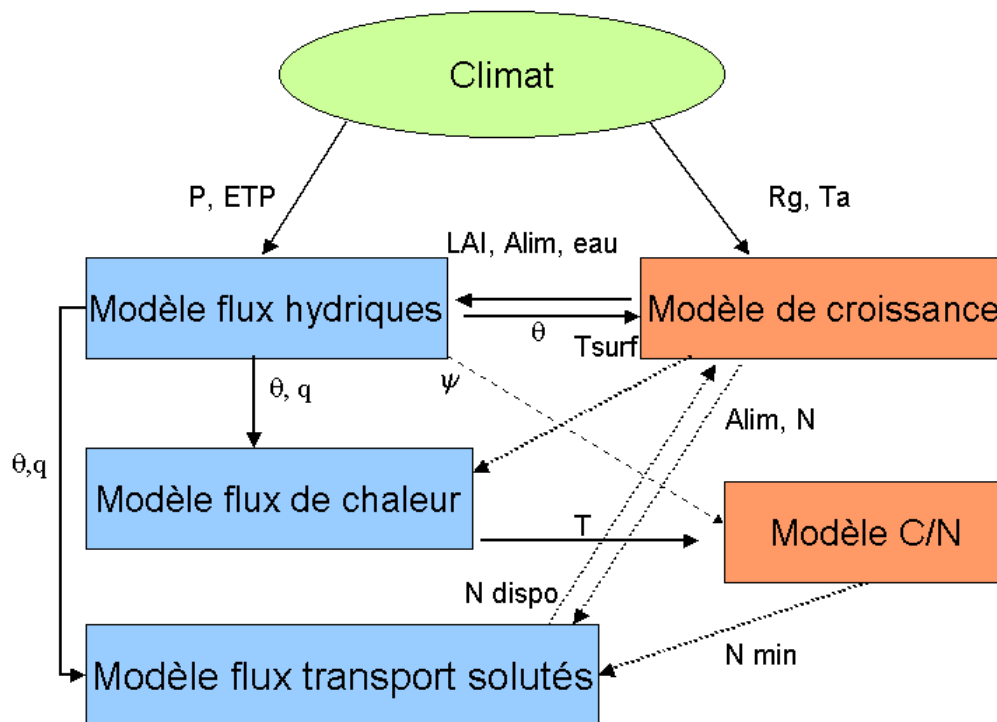 Climat
P, ETP
Rg, Ta
LAI, Alim, eau
Modèle flux hydriques
Modèle de croissance
θ
Tsurf
θ, q
ψ
Alim, N
θ,q
Modèle flux de chaleur
T
Modèle C/N
N dispo
Modèle flux transport solutés
N min